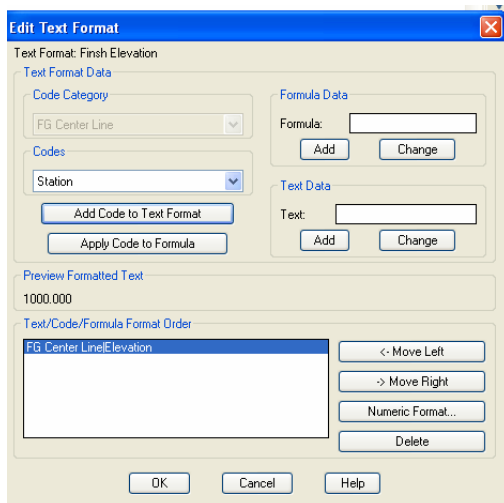 Edit Text Format
Text Format: Finsh Elevation
Text Format Data
Code Category
FG Center Line
Codes
Station
Add Code to Text Format
Apply Code to Formula
Formula Data
Formula:
Add Change
Text Data
Text:
Add Change
Preview Formatted Text
1000.000
Text/Code/Formula Format Order
FG Center Line|Elevation
<- Move Left
-> Move Right
Numeric Format...
Delete
OK Cancel Help